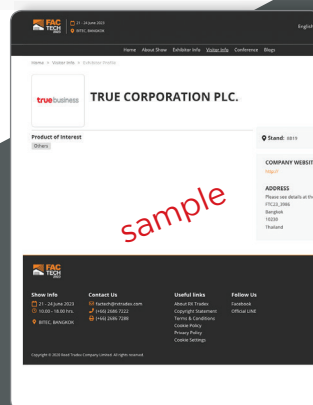 FAC
TECH
2023
21 - 24 June 2023
BITEC, BANGKOK
English
Home About Show Exhibitor Info Visitor Info Conference Blogs
Home > Visitor Info > Exhibitor Profile
truebusiness
TRUE CORPORATION PLC.
Product of Interest
Others
Stand: 6B19
COMPANY WEBSIT
http://
ADDRESS
Please see details at the
FTC23_3986
Bangkok
10230
Thailand
sample
FAC
TECH
Show Info
21 - 24 June 2023
10.00 - 18.00 hrs.
BITEC, BANGKOK
Contact Us
factech@rxtradex.com
(+66) 2686 7222
(+66) 2686 7288
Useful links
About RX Tradex
Copyright Statement
Terms & Conditions
Cookie Policy
Privacy Policy
Cookie Settings
Follow Us
Facebook
Official LINE
Copyright © 2023 Reed Tradex Company Limited. All rights reserved.